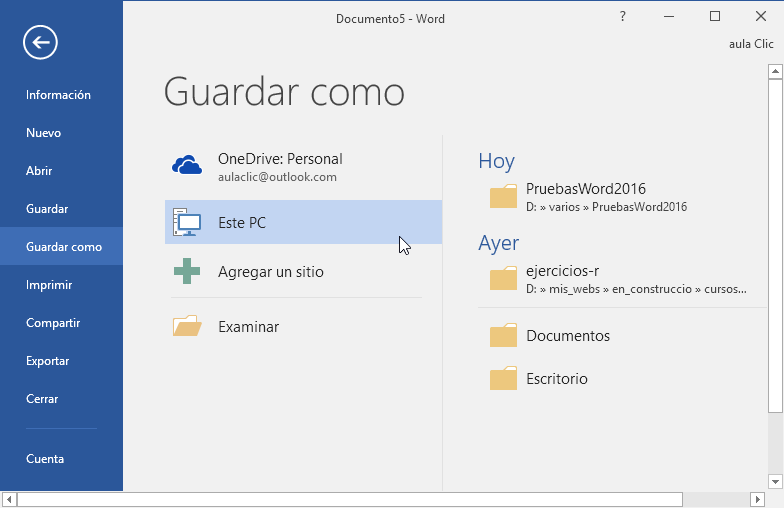 Documento5 - Word
?
aula Clic
Información
Nuevo
Abrir
Guardar
Guardar como
Imprimir
Compartir
Exportar
Cerrar
Cuenta
Guardar como
OneDrive: Personal
aulaclic@outlook.com
Este PC
Agregar un sitio
Examinar
Hoy
PruebasWord2016
D: » varios » PruebasWord2016
Ayer
ejercicios-r
D: » mis_webs » en_construccio » cursos...
Documentos
Escritorio